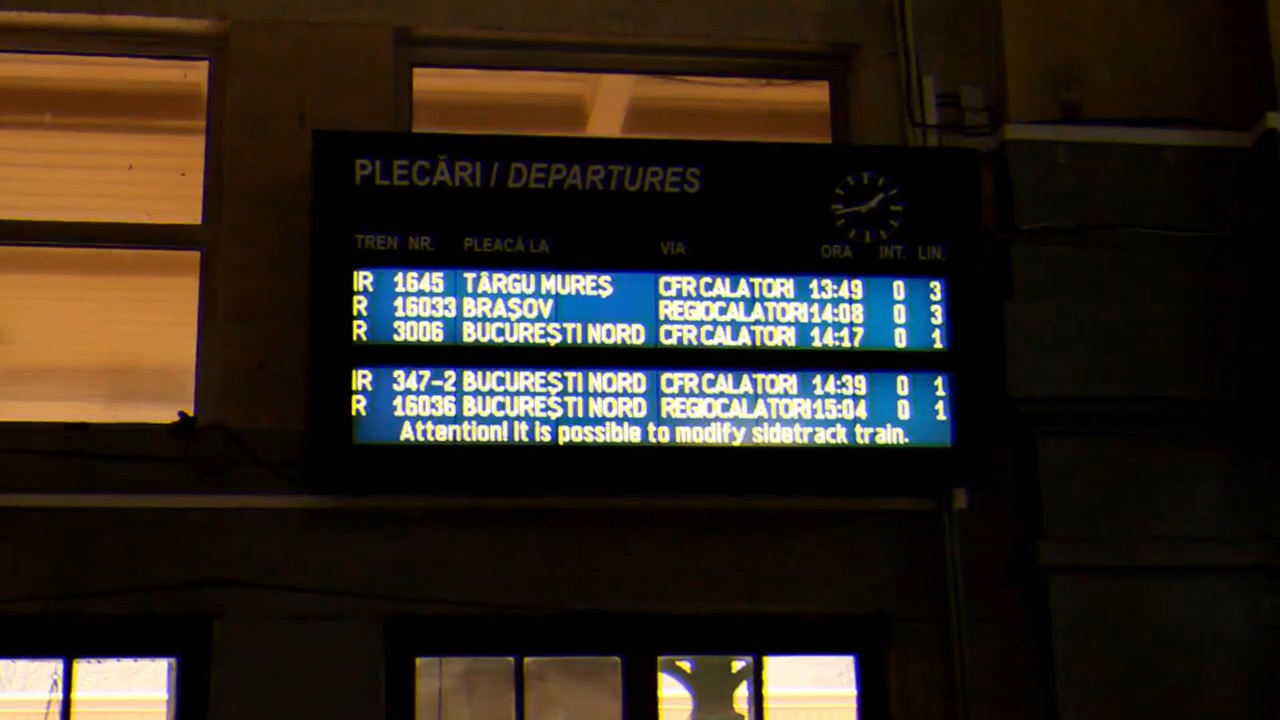 PLECĂRI / DEPARTURES
TREN NR. PLEACĂ LA VIA ORA INT. LIN.
IR 1645 TÂRGU MUREȘ CFR CALATORI 13:49 0 3
R 16033 BRAȘOV REGIOCALATORI 14:08 0 3
R 3006 BUCUREȘTI NORD CFR CALATORI 14:17 0 1
IR 347-2 BUCUREȘTI NORD CFR CALATORI 14:39 0 1
R 16036 BUCUREȘTI NORD REGIOCALATORI 15:04 0 1
Attention! It is possible to modify sidetrack train.